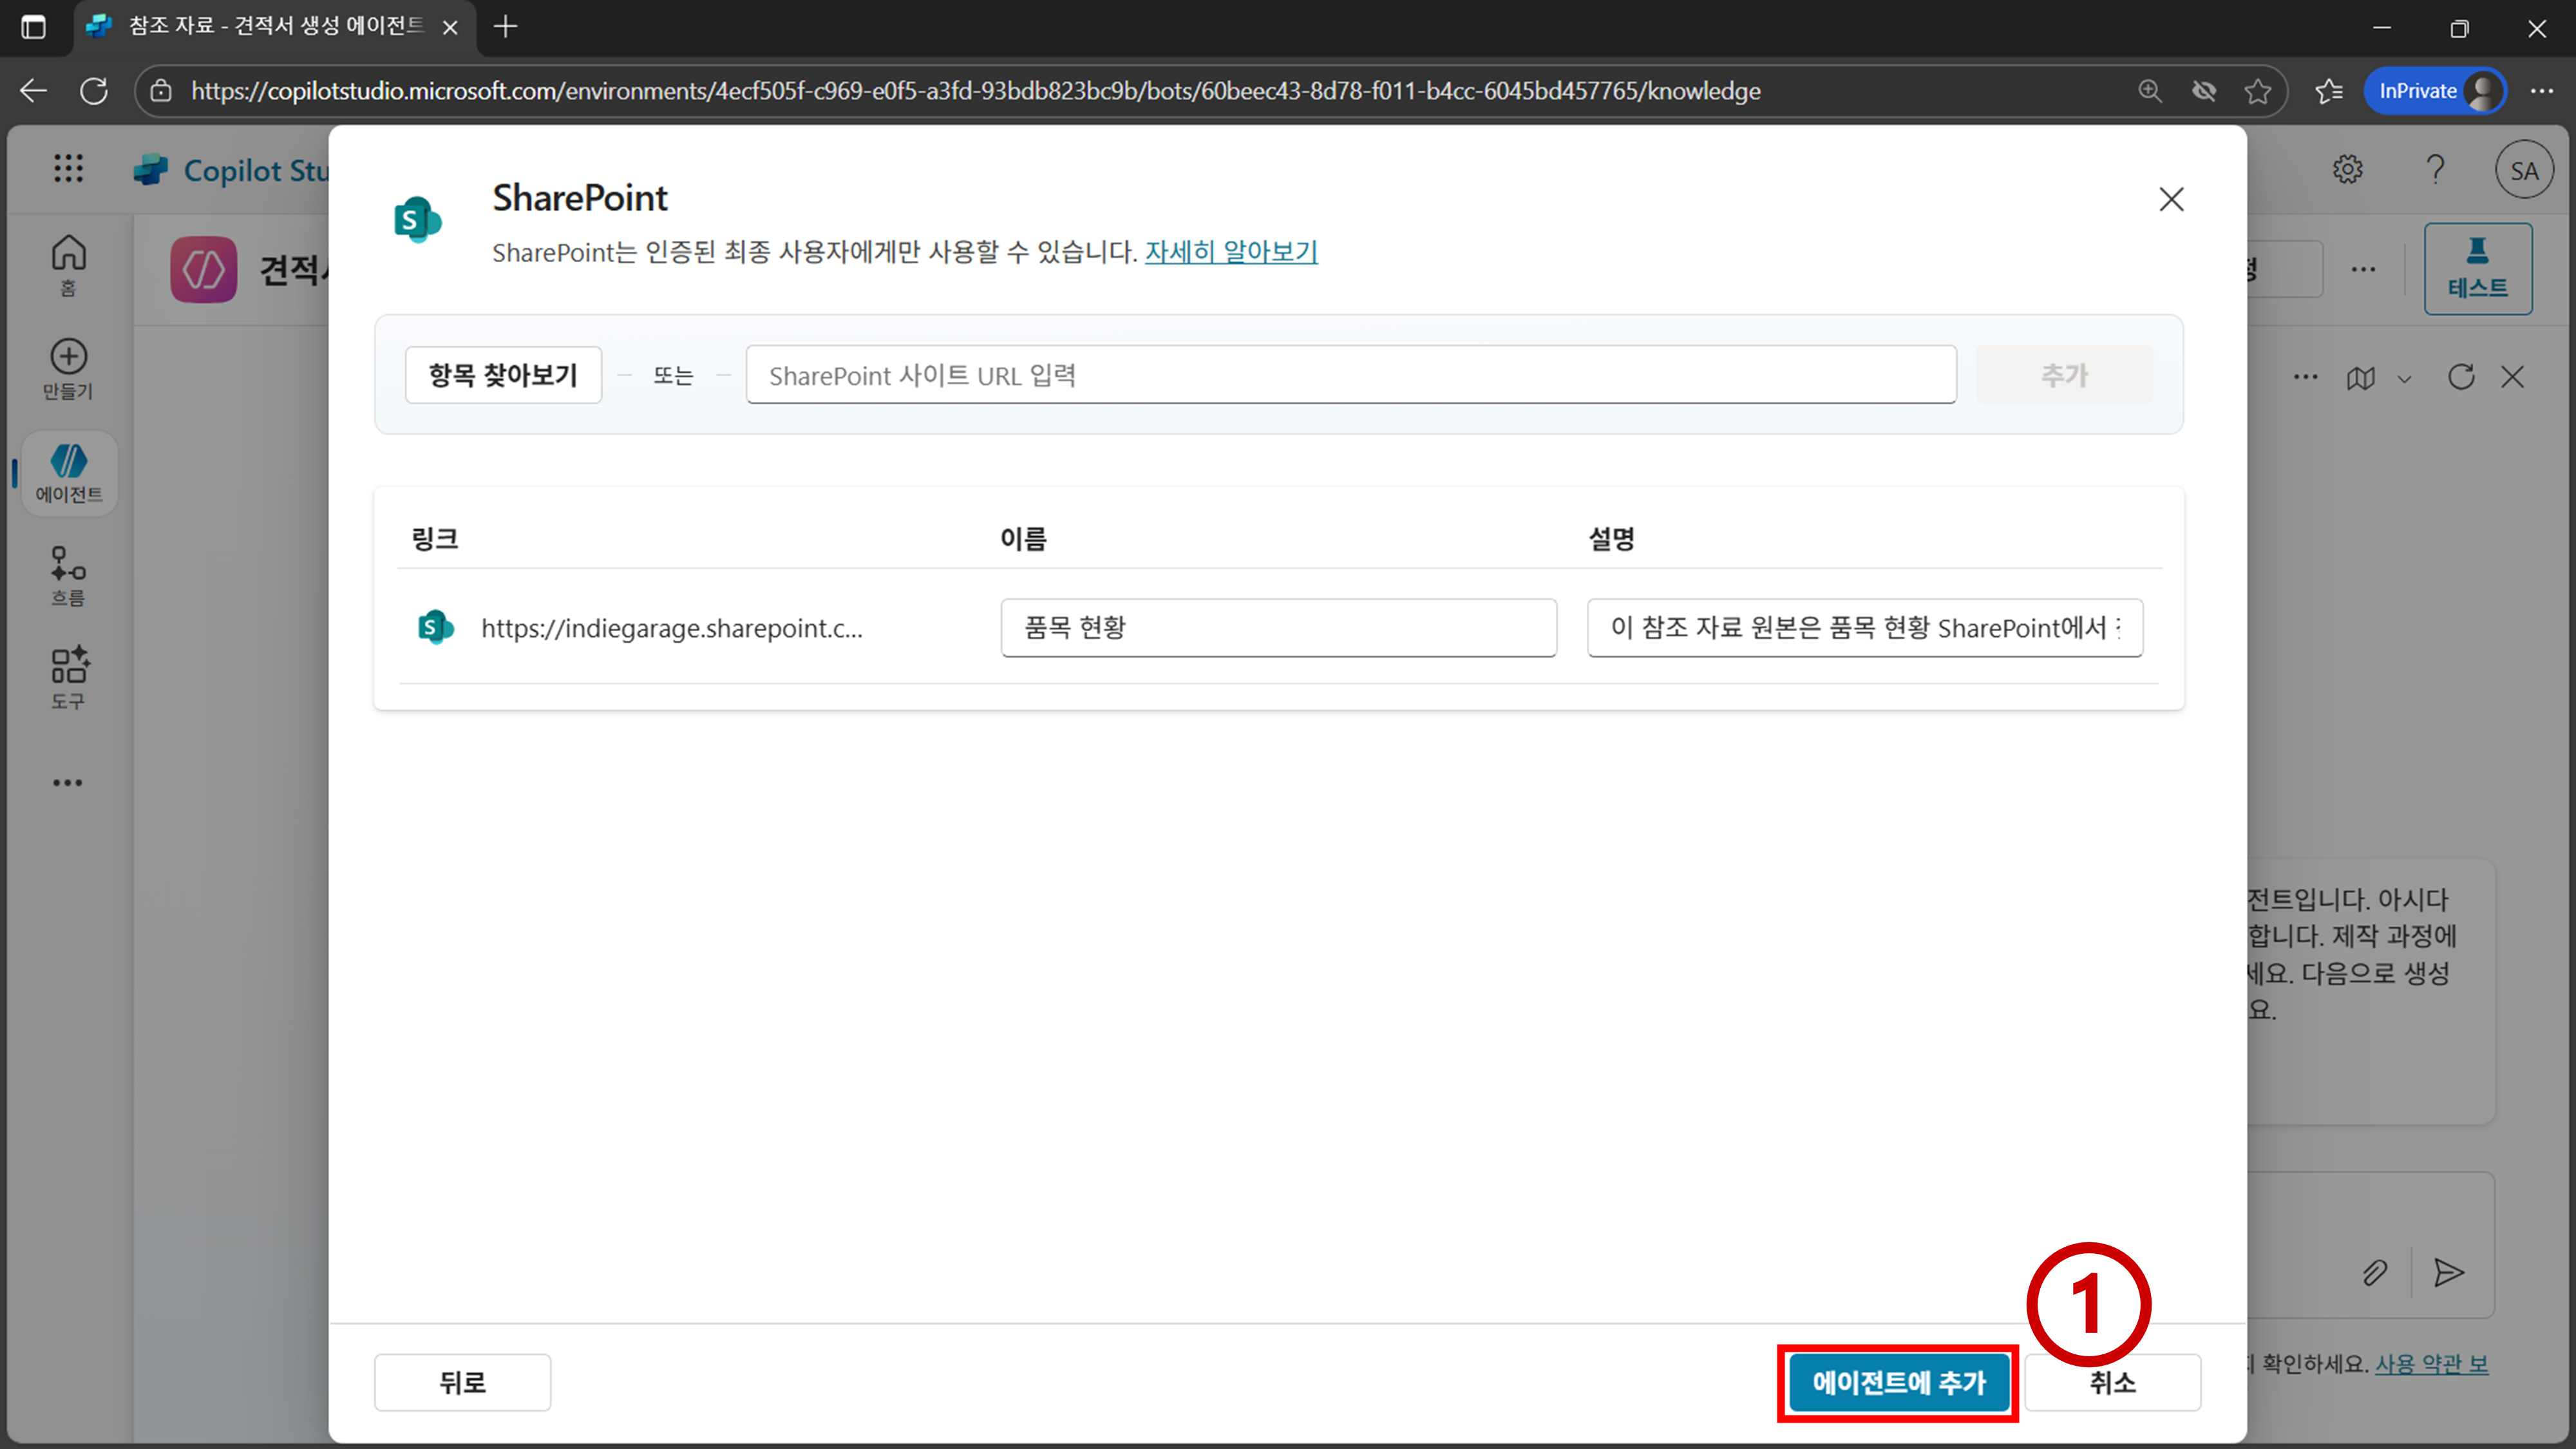 참조 자료 - 견적서 생성 에이전트
https://copilotstudio.microsoft.com/environments/4ecf505f-c969-e0f5-a3fd-93bdb823bc9b/bots/60beec43-8d78-f011-b4cc-6045bd457765/knowledge
InPrivate
Copilot Stu
SA
홈
만들기
에이전트
흐름
도구
견적서
테스트
SharePoint
SharePoint는 인증된 최종 사용자에게만 사용할 수 있습니다. 자세히 알아보기
항목 찾아보기
또는
SharePoint 사이트 URL 입력
추가
링크
이름
설명
https://indiegarage.sharepoint.c...
품목 현황
이 참조 자료 원본은 품목 현황 SharePoint에서
전트입니다. 아시다
합니다. 제작 과정에
세요. 다음으로 생성
요.
확인하세요. 사용 약관 보
1
뒤로
에이전트에 추가
취소